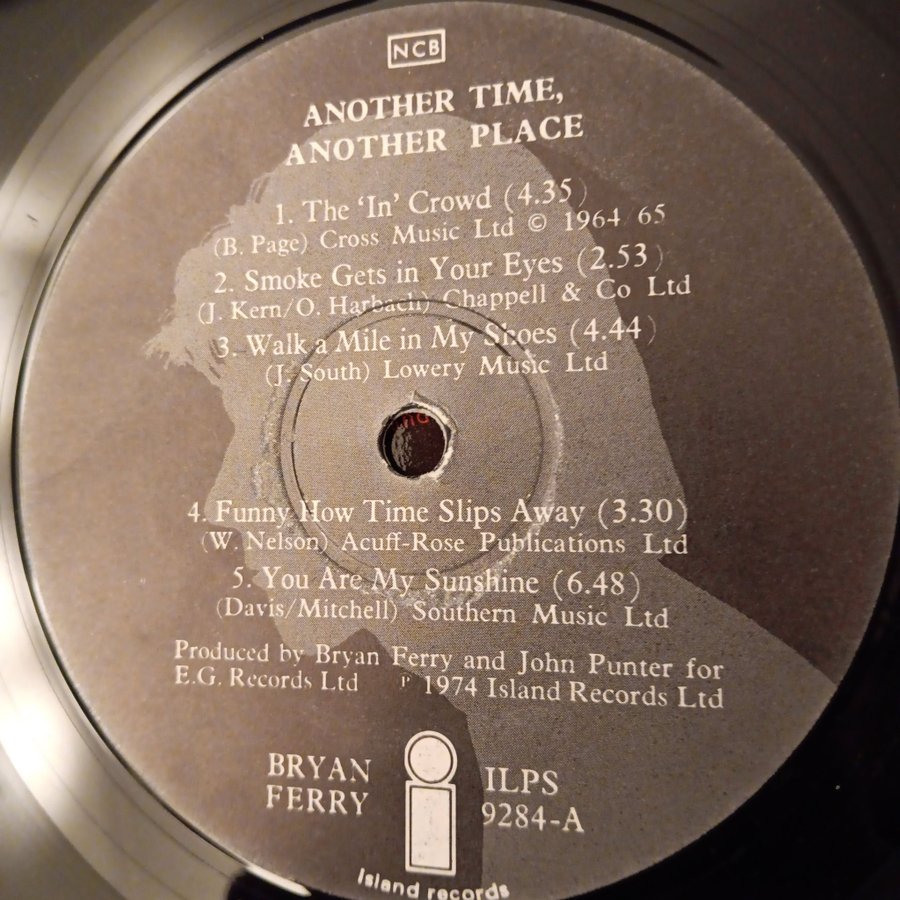 NCB
ANOTHER TIME,
ANOTHER PLACE
1. The 'In' Crowd (4.35)
(B. Page) Cross Music Ltd © 1964 65
2. Smoke Gets in Your Eyes (2.53)
(J. Kern/O. Harbach) Chappell & Co Ltd
3. Walk a Mile in My Shoes (4.44)
(J. South) Lowery Music Ltd
4. Funny How Time Slips Away (3.30)
(W. Nelson) Acuff-Rose Publications Ltd
5. You Are My Sunshine (6.48)
(Davis/Mitchell) Southern Music Ltd
Produced by Bryan Ferry and John Punter for
E.G. Records Ltd ℗ 1974 Island Records Ltd
BRYAN
FERRY
i
ILPS
9284-A
island records